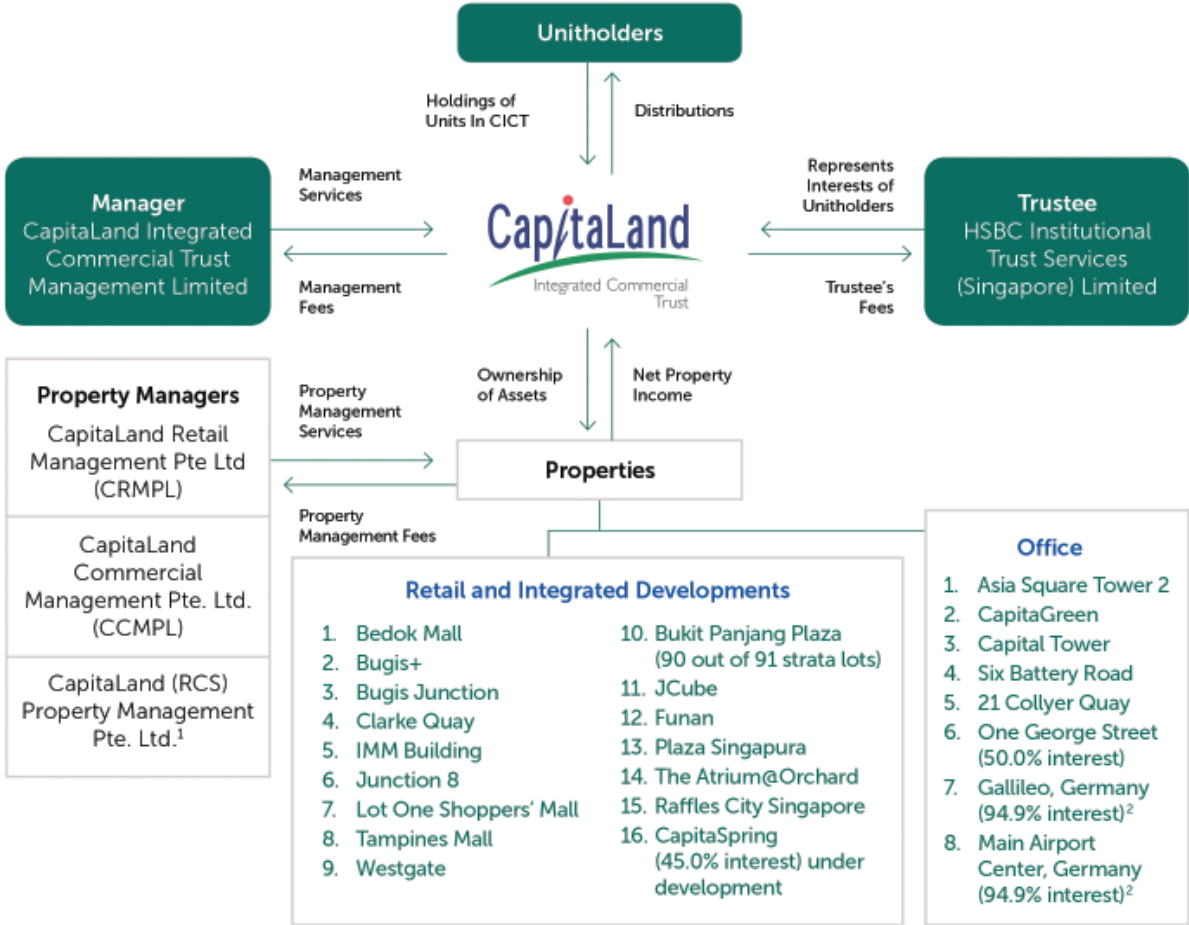 Unitholders
Holdings of
Units In CICT
Distributions
Manager
CapitaLand Integrated
Commercial Trust
Management Limited
Management
Services
Management
Fees
CapitaLand
Integrated Commercial
Trust
Represents
Interests of
Unitholders
Trustee's
Fees
Trustee
HSBC Institutional
Trust Services
(Singapore) Limited
Ownership
of Assets
Net Property
Income
Property Managers
CapitaLand Retail
Management Pte Ltd
(CRMPL)
CapitaLand
Commercial
Management Pte. Ltd.
(CCMPL)
CapitaLand (RCS)
Property Management
Pte. Ltd.¹
Property
Management
Services
Property
Management Fees
Properties
Retail and Integrated Developments
1. Bedok Mall
2. Bugis+
3. Bugis Junction
4. Clarke Quay
5. IMM Building
6. Junction 8
7. Lot One Shoppers' Mall
8. Tampines Mall
9. Westgate
10. Bukit Panjang Plaza
(90 out of 91 strata lots)
11. JCube
12. Funan
13. Plaza Singapura
14. The Atrium@Orchard
15. Raffles City Singapore
16. CapitaSpring
(45.0% interest) under
development
Office
1. Asia Square Tower 2
2. CapitaGreen
3. Capital Tower
4. Six Battery Road
5. 21 Collyer Quay
6. One George Street
(50.0% interest)
7. Gallileo, Germany
(94.9% interest)²
8. Main Airport
Center, Germany
(94.9% interest)²